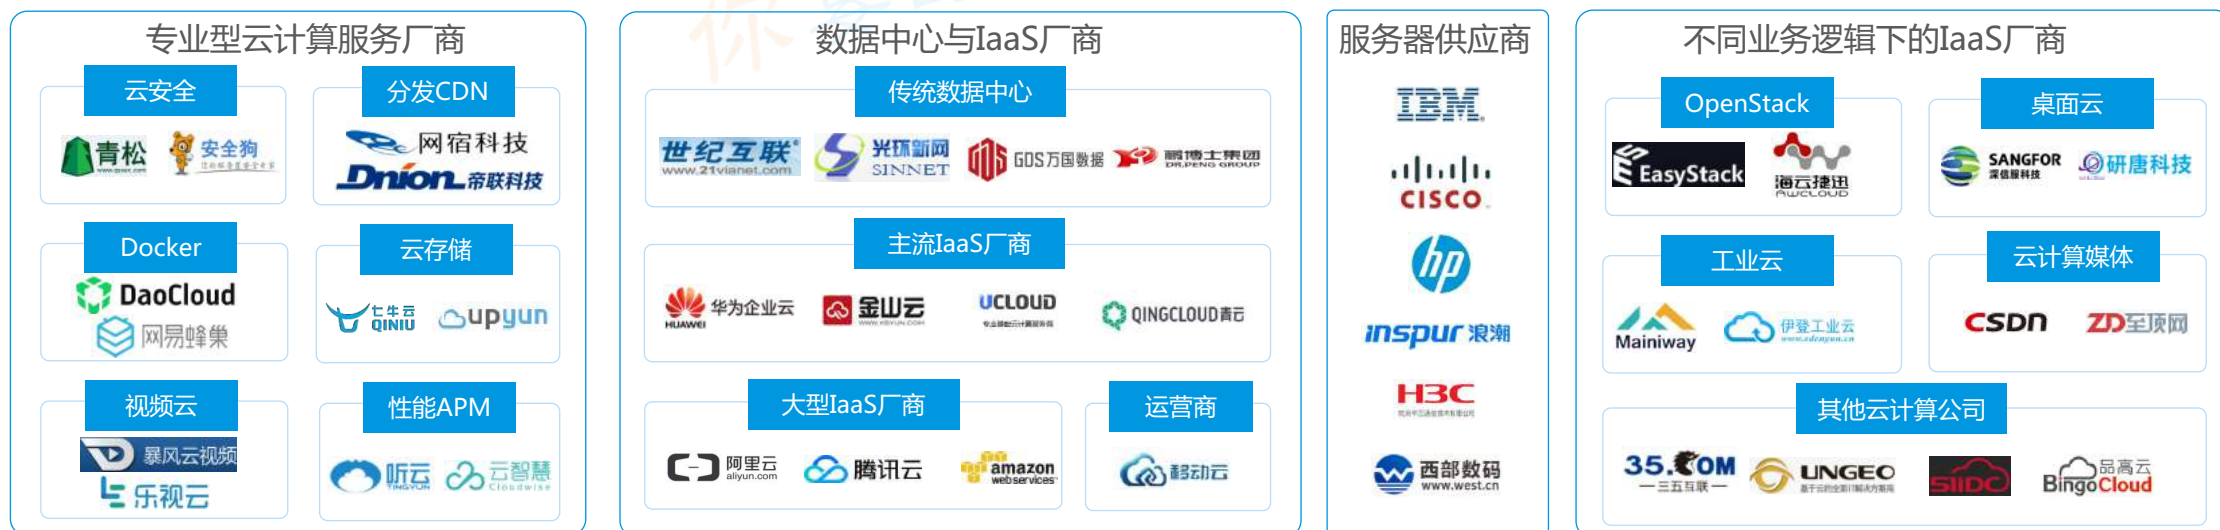 专业型云计算服务厂商
云安全
青松
安全狗
分发CDN
网宿科技
Dnion 帝联科技
Docker
DaoCloud
网易蜂巢
云存储
七牛云
QINIU
upyun
视频云
暴风云视频
乐视云
性能APM
听云
TINGYUN
云智慧
Cloudwise
数据中心与IaaS厂商
传统数据中心
世纪互联
www.21vianet.com
光环新网
SINNET
GDS万国数据
鹏博士集团
DR.PENG GROUP
主流IaaS厂商
HUAWEI
华为企业云
金山云
UCLOUD
QINGCLOUD青云
大型IaaS厂商
阿里云
aliyun.com
腾讯云
amazon
webservices
运营商
移动云
服务器供应商
IBM
CISCO
hp
inspur 浪潮
H3C
西部数码
www.west.cn
不同业务逻辑下的IaaS厂商
OpenStack
EasyStack
海云捷迅
AWCLOUD
桌面云
SANGFOR
深信服科技
研唐科技
工业云
Mainiway
伊登工业云
www.edenyun.cn
云计算媒体
CSDN
ZD至顶网
其他云计算公司
35.COM
三五互联
UNGEO
SIIDC
品高云
BingoCloud